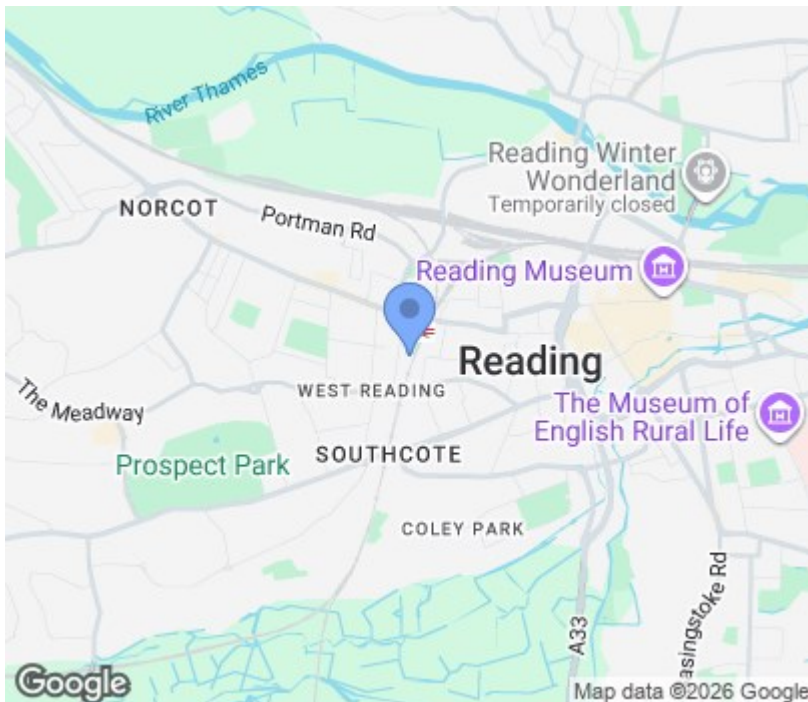 River Thames
Reading Winter
Wonderland
Temporarily closed
NORCOT
Portman Rd
Reading Museum
Reading
WEST READING
The Meadway
The Museum of
English Rural Life
SOUTHCOTE
Prospect Park
COLEY PARK
A33
asingstoke Rd
Google
Map data ©2026 Google